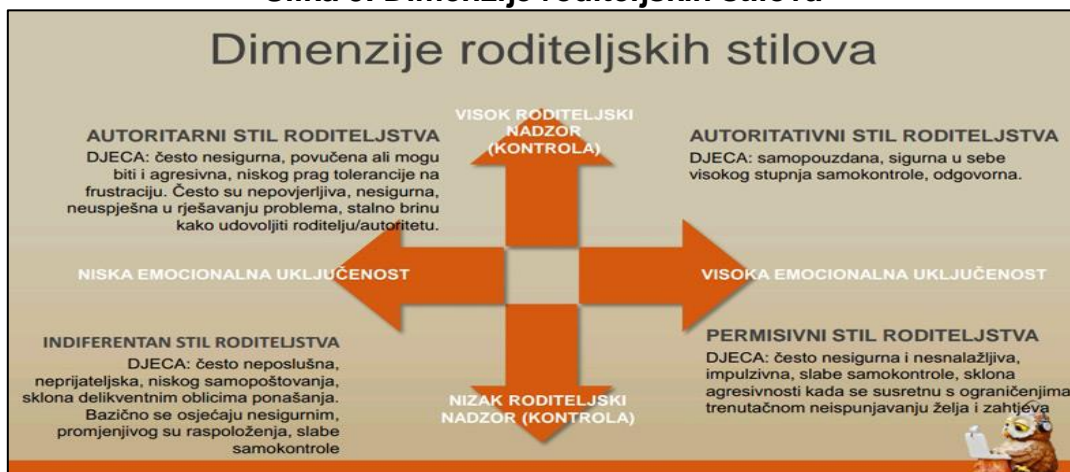 Dimenzije roditeljskih stilova
VISOK RODITELJSKI
NADZOR
(KONTROLA)
AUTORITARNI STIL RODITELJSTVA
DJECA: često nesigurna, povučena ali mogu
biti i agresivna, niskog prag tolerancije na
frustraciju. Često su nepovjerljiva, nesigurna,
neuspješna u rješavanju problema, stalno brinu
kako udovoljiti roditelju/autoritetu.
AUTORITATIVNI STIL RODITELJSTVA
DJECA: samopouzdana, sigurna u sebe
visokog stupnja samokontrole, odgovorna.
NISKA EMOCIONALNA UKLJUČENOST
VISOKA EMOCIONALNA UKLJUČENOST
INDIFERENTAN STIL RODITELJSTVA
DJECA: često neposlušna,
neprijateljska, niskog samopoštovanja,
sklona delikventnim oblicima ponašanja.
Bazično se osjećaju nesigurnim,
promjenjivog su raspoloženja, slabe
samokontrole
PERMISIVNI STIL RODITELJSTVA
DJECA: često nesigurna i nesnalažljiva,
impulzivna, slabe samokontrole, sklona
agresivnosti kada se susretnu s ograničenjima
trenutačnom neispunjavanju želja i zahtjeva
NIZAK RODITELJSKI
NADZOR (KONTROLA)